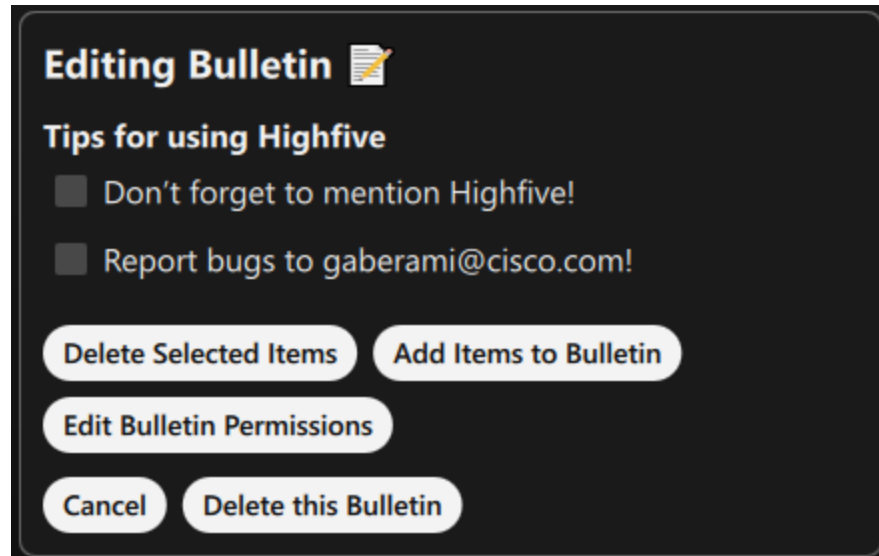 Editing Bulletin 📝
Tips for using Highfive
Don't forget to mention Highfive!
Report bugs to gaberami@cisco.com!
Delete Selected Items Add Items to Bulletin
Edit Bulletin Permissions
Cancel Delete this Bulletin